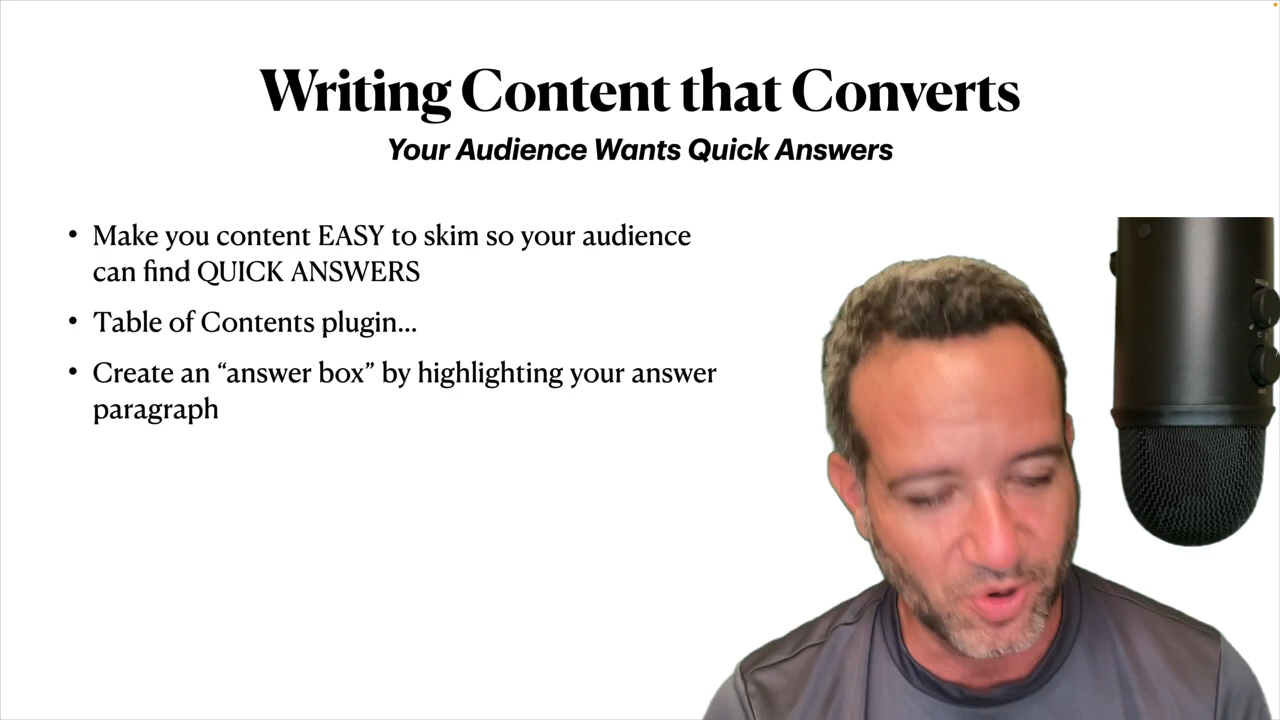 Writing Content that Converts
Your Audience Wants Quick Answers
• Make you content EASY to skim so your audience
can find QUICK ANSWERS
• Table of Contents plugin...
• Create an “answer box” by highlighting your answer
paragraph